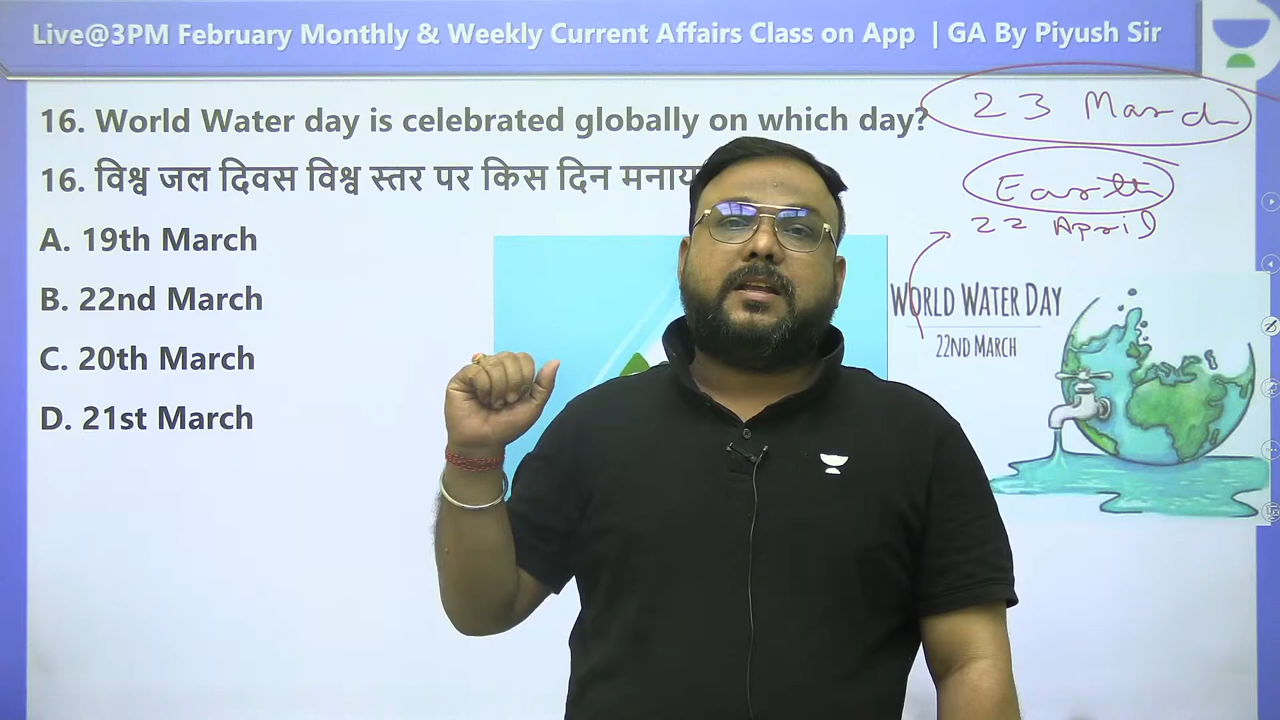 Live@3PM February Monthly & Weekly Current Affairs Class on App | GA By Piyush Sir
16. World Water day is celebrated globally on which day?
23 March
16. विश्व जल दिवस विश्व स्तर पर किस दिन मनाय
Earth
22 April
A. 19th March
B. 22nd March
C. 20th March
D. 21st March
WORLD WATER DAY
22ND MARCH